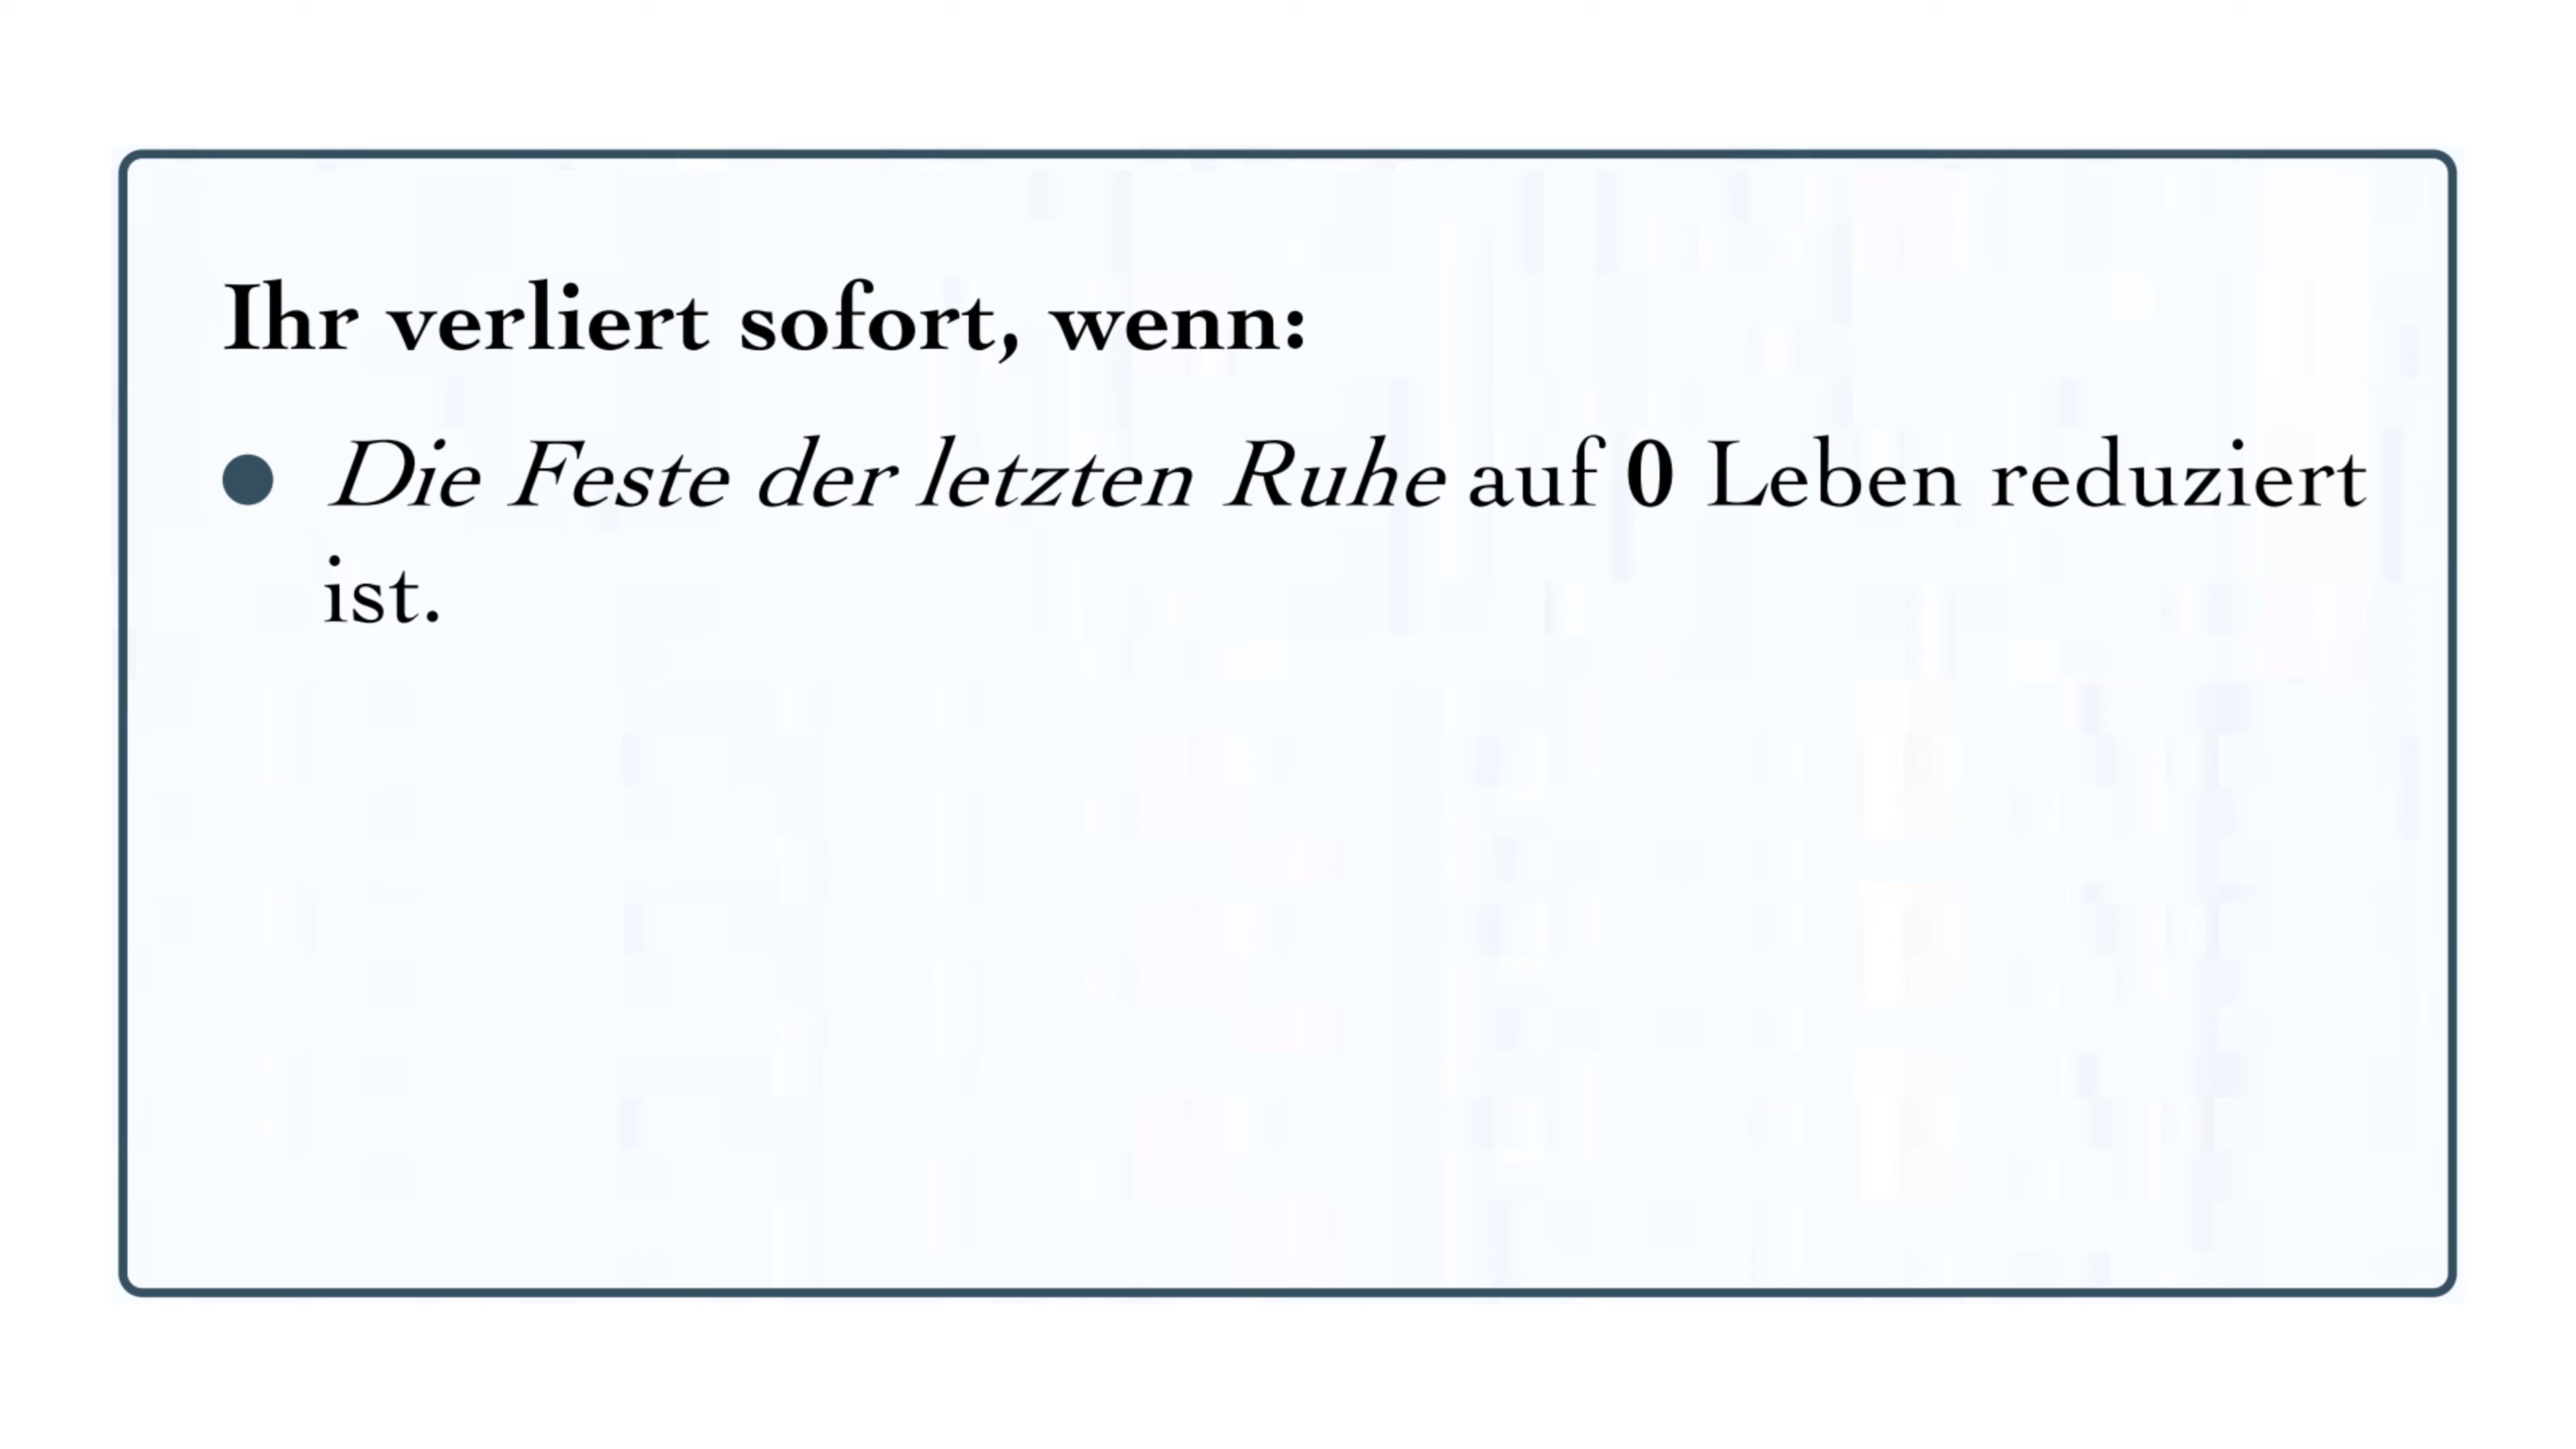 Ihr verliert sofort, wenn:
Die Feste der letzten Ruhe auf 0 Leben reduziert
ist.